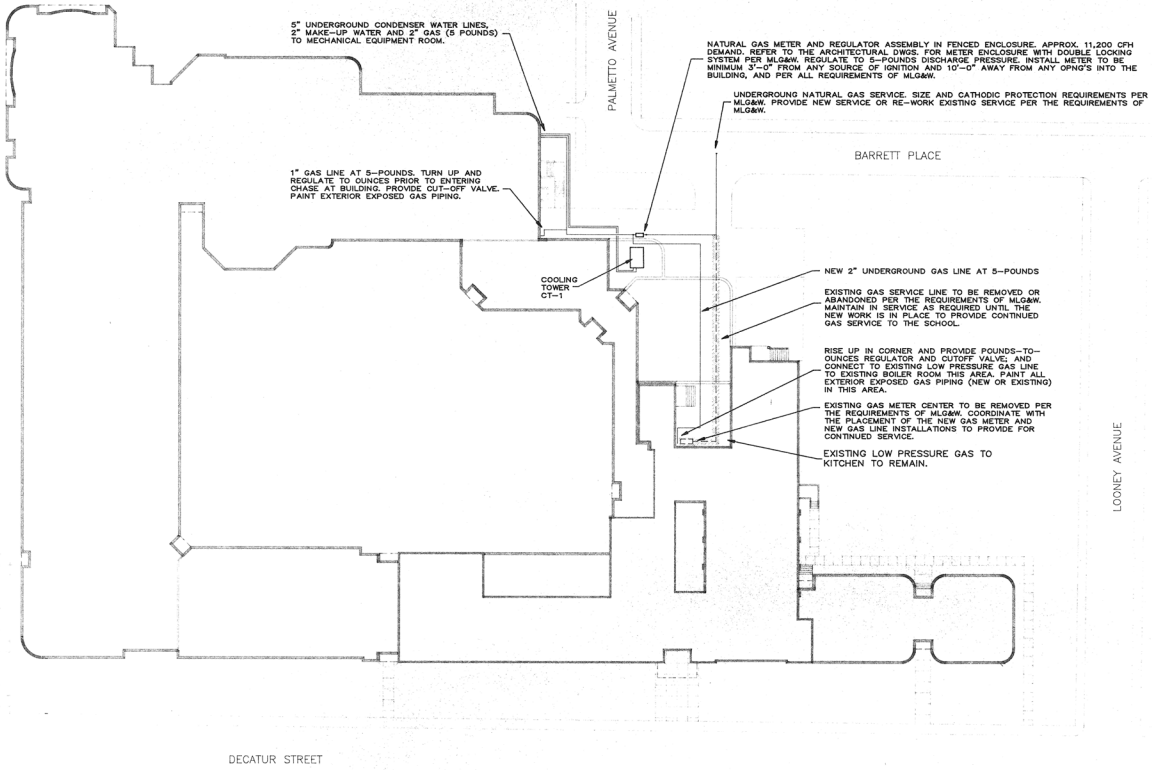 5" UNDERGROUND CONDENSER WATER LINES,
2" MAKE-UP WATER AND 2" GAS (5 POUNDS)
TO MECHANICAL EQUIPMENT ROOM.
PALMETTO AVENUE
NATURAL GAS METER AND REGULATOR ASSEMBLY IN FENCED ENCLOSURE. APPROX. 11,200 CFH
DEMAND. REFER TO THE ARCHITECTURAL DWGS. FOR METER ENCLOSURE WITH DOUBLE LOCKING
SYSTEM PER MLG&W. REGULATE TO 5-POUNDS DISCHARGE PRESSURE. INSTALL METER TO BE
MINIMUM 3'-0" FROM ANY SOURCE OF IGNITION AND 10'-0" AWAY FROM ANY OPNG'S INTO THE
BUILDING, AND PER ALL REQUIREMENTS OF MLG&W.
UNDERGROUNG NATURAL GAS SERVICE. SIZE AND CATHODIC PROTECTION REQUIREMENTS PER
MLG&W. PROVIDE NEW SERVICE OR RE-WORK EXISTING SERVICE PER THE REQUIREMENTS OF
MLG&W.
BARRETT PLACE
1" GAS LINE AT 5-POUNDS. TURN UP AND
REGULATE TO OUNCES PRIOR TO ENTERING
CHASE AT BUILDING. PROVIDE CUT-OFF VALVE.
PAINT EXTERIOR EXPOSED GAS PIPING.
COOLING
TOWER
CT-1
NEW 2" UNDERGROUND GAS LINE AT 5-POUNDS
EXISTING GAS SERVICE LINE TO BE REMOVED OR
ABANDONED PER THE REQUIREMENTS OF MLG&W.
MAINTAIN IN SERVICE AS REQUIRED UNTIL THE
NEW WORK IS IN PLACE TO PROVIDE CONTINUED
GAS SERVICE TO THE SCHOOL.
RISE UP IN CORNER AND PROVIDE POUNDS-TO-
OUNCES REGULATOR AND CUTOFF VALVE; AND
CONNECT TO EXISTING LOW PRESSURE GAS LINE
TO EXISTING BOILER ROOM THIS AREA. PAINT ALL
EXTERIOR EXPOSED GAS PIPING (NEW OR EXISTING)
IN THIS AREA.
EXISTING GAS METER CENTER TO BE REMOVED PER
THE REQUIREMENTS OF MLG&W. COORDINATE WITH
THE PLACEMENT OF THE NEW GAS METER AND
NEW GAS LINE INSTALLATIONS TO PROVIDE FOR
CONTINUED SERVICE.
EXISTING LOW PRESSURE GAS TO
KITCHEN TO REMAIN.
LOONEY AVENUE
DECATUR STREET